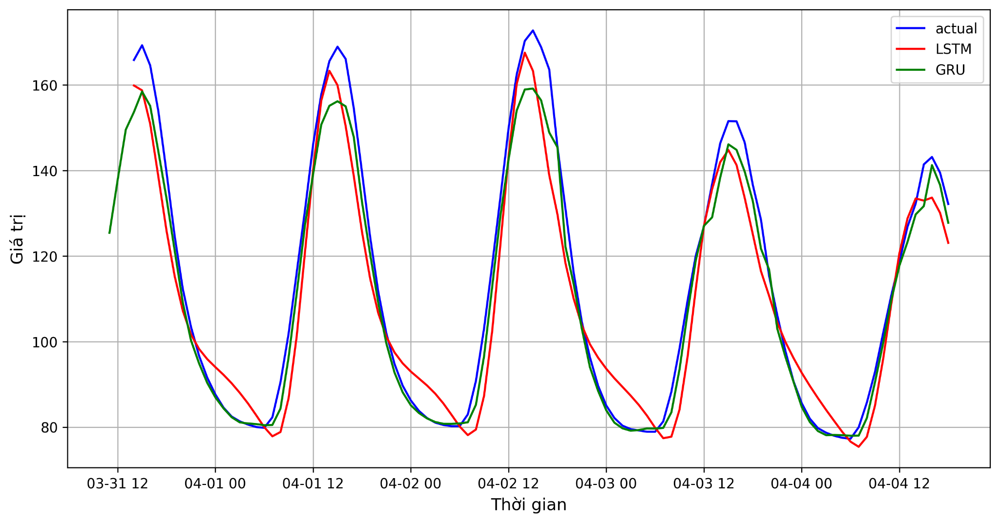 actual
LSTM
GRU
160
140
120
100
80
Giá trị
03-31 12
04-01 00
04-01 12
04-02 00
04-02 12
04-03 00
04-03 12
04-04 00
04-04 12
Thời gian